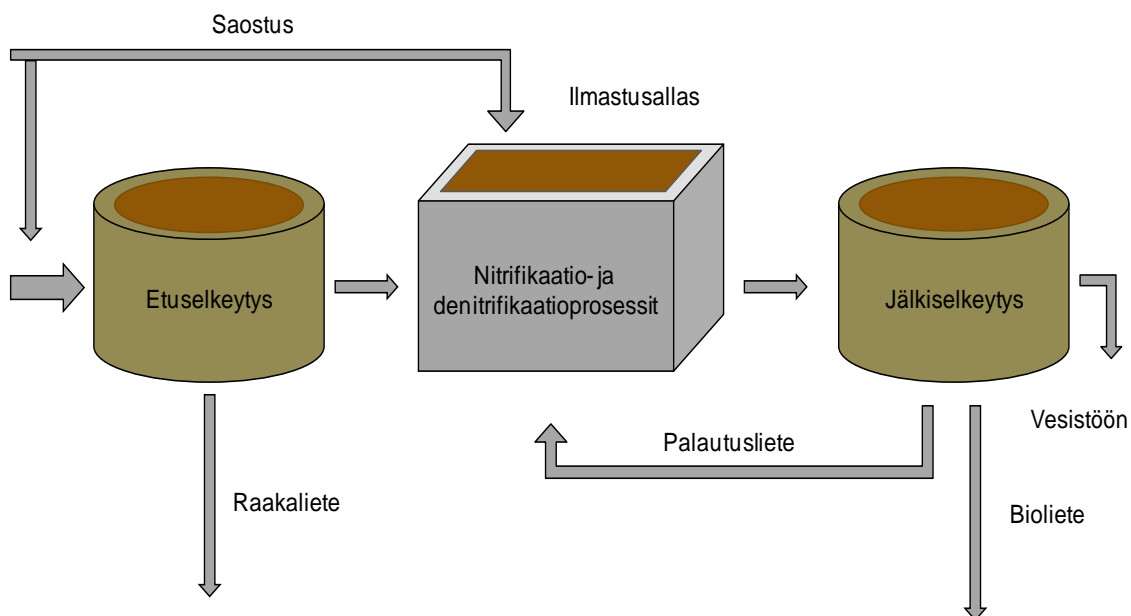 Saostus
Ilmastusallas
Etuselkeytys
Nitrifikaatio- ja
denitrifikaatioprosessit
Jälkiselkeytys
Vesistöön
Palautusliete
Raakaliete
Bioliete